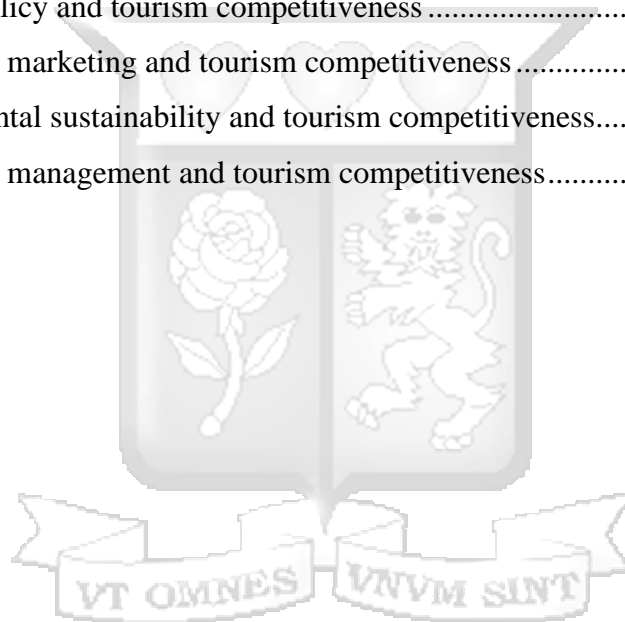 licy and tourism competitiveness ........................
marketing and tourism competitiveness ..............
ntal sustainability and tourism competitiveness....
management and tourism competitiveness..........
VT OMNES VNVM SINT